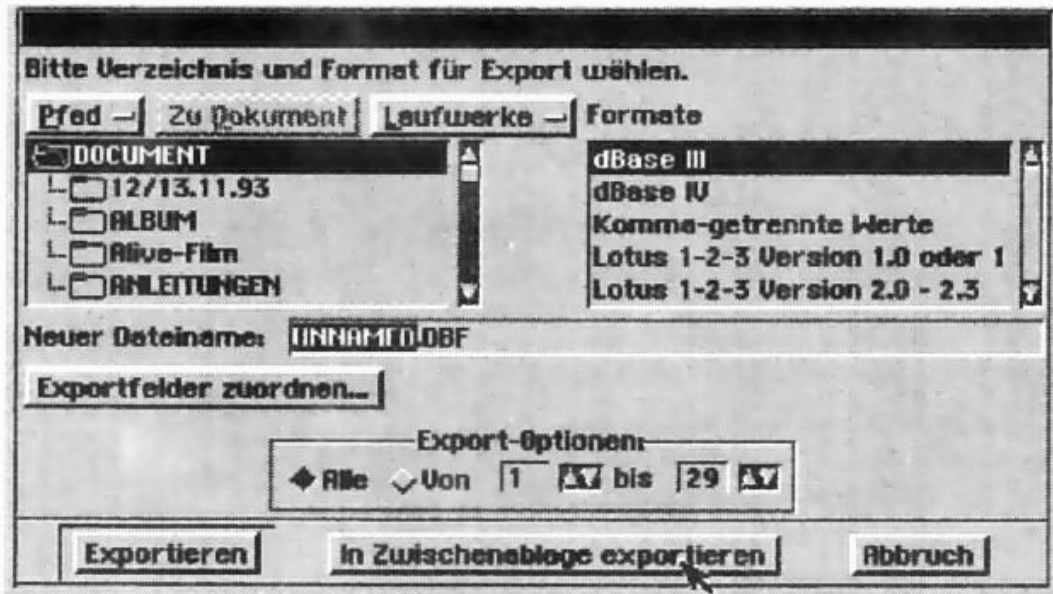 Bitte Verzeichnis und Format für Export wählen.
Pfad Zu Dokument Laufwerke Formate
DOCUMENT
12/13.11.93
ALBUM
Alive-Film
ANLEITUNGEN
dBase III
dBase IV
Komma-getrennte Werte
Lotus 1-2-3 Version 1.0 oder 1
Lotus 1-2-3 Version 2.0 - 2.3
Neuer Dateiname: UNNAMED.DBF
Exportfelder zuordnen...
Export-Optionen:
Alle Von 1 bis 29
Exportieren In Zwischenablage exportieren Abbruch